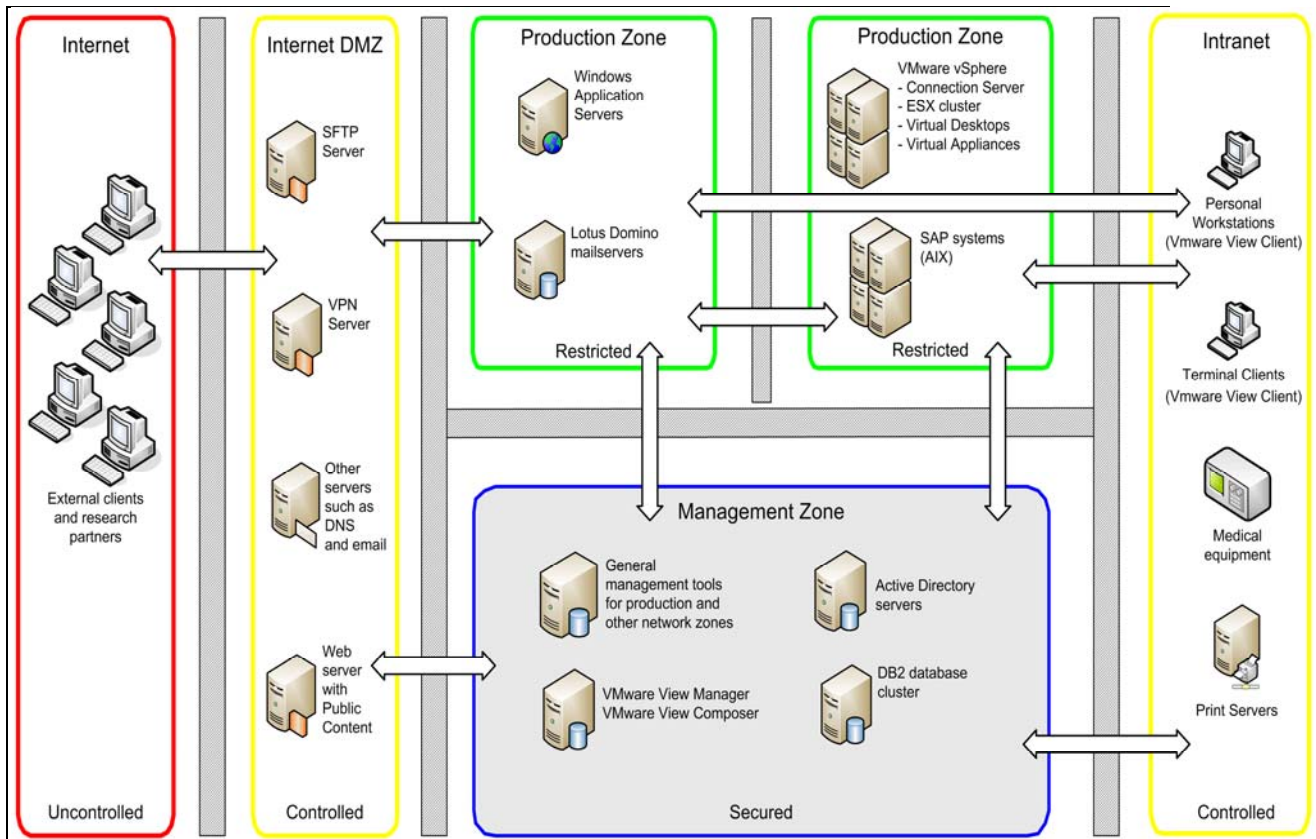 Internet
External clients
and research
partners
Uncontrolled
Internet DMZ
SFTP
Server
VPN
Server
Other
servers
such as
DNS
and email
Web
server
with
Public
Content
Controlled
Production Zone
Windows
Application
Servers
Lotus Domino
mailservers
Restricted
Production Zone
VMware vSphere
- Connection Server
- ESX cluster
- Virtual Desktops
- Virtual Appliances
SAP systems
(AIX)
Restricted
Management Zone
General
management tools
for production and
other network zones
Active Directory
servers
VMware View Manager
VMware View Composer
DB2 database
cluster
Secured
Intranet
Personal
Workstations
(Vmware View Client)
Terminal Clients
(Vmware View Client)
Medical
equipment
Print Servers
Controlled